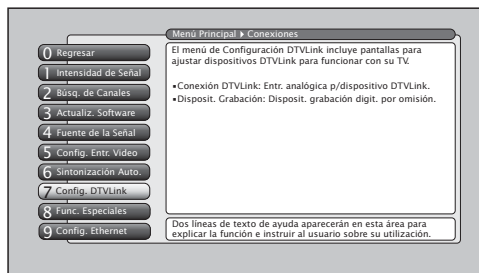 Menú Principal ▸ Conexiones
0 Regresar
1 Intensidad de Señal
2 Búsq. de Canales
3 Actualiz. Software
4 Fuente de la Señal
5 Config. Entr. Video
6 Sintonización Auto.
7 Config. DTVLink
8 Func. Especiales
9 Config. Ethernet
El menú de Configuración DTVLink incluye pantallas para
ajustar dispositivos DTVLink para funcionar con su TV.
▪Conexión DTVLink: Entr. analógica p/dispositivo DTVLink.
▪Disposit. Grabación: Disposit. grabación digit. por omisión.
Dos líneas de texto de ayuda aparecerán en esta área para
explicar la función e instruir al usuario sobre su utilización.